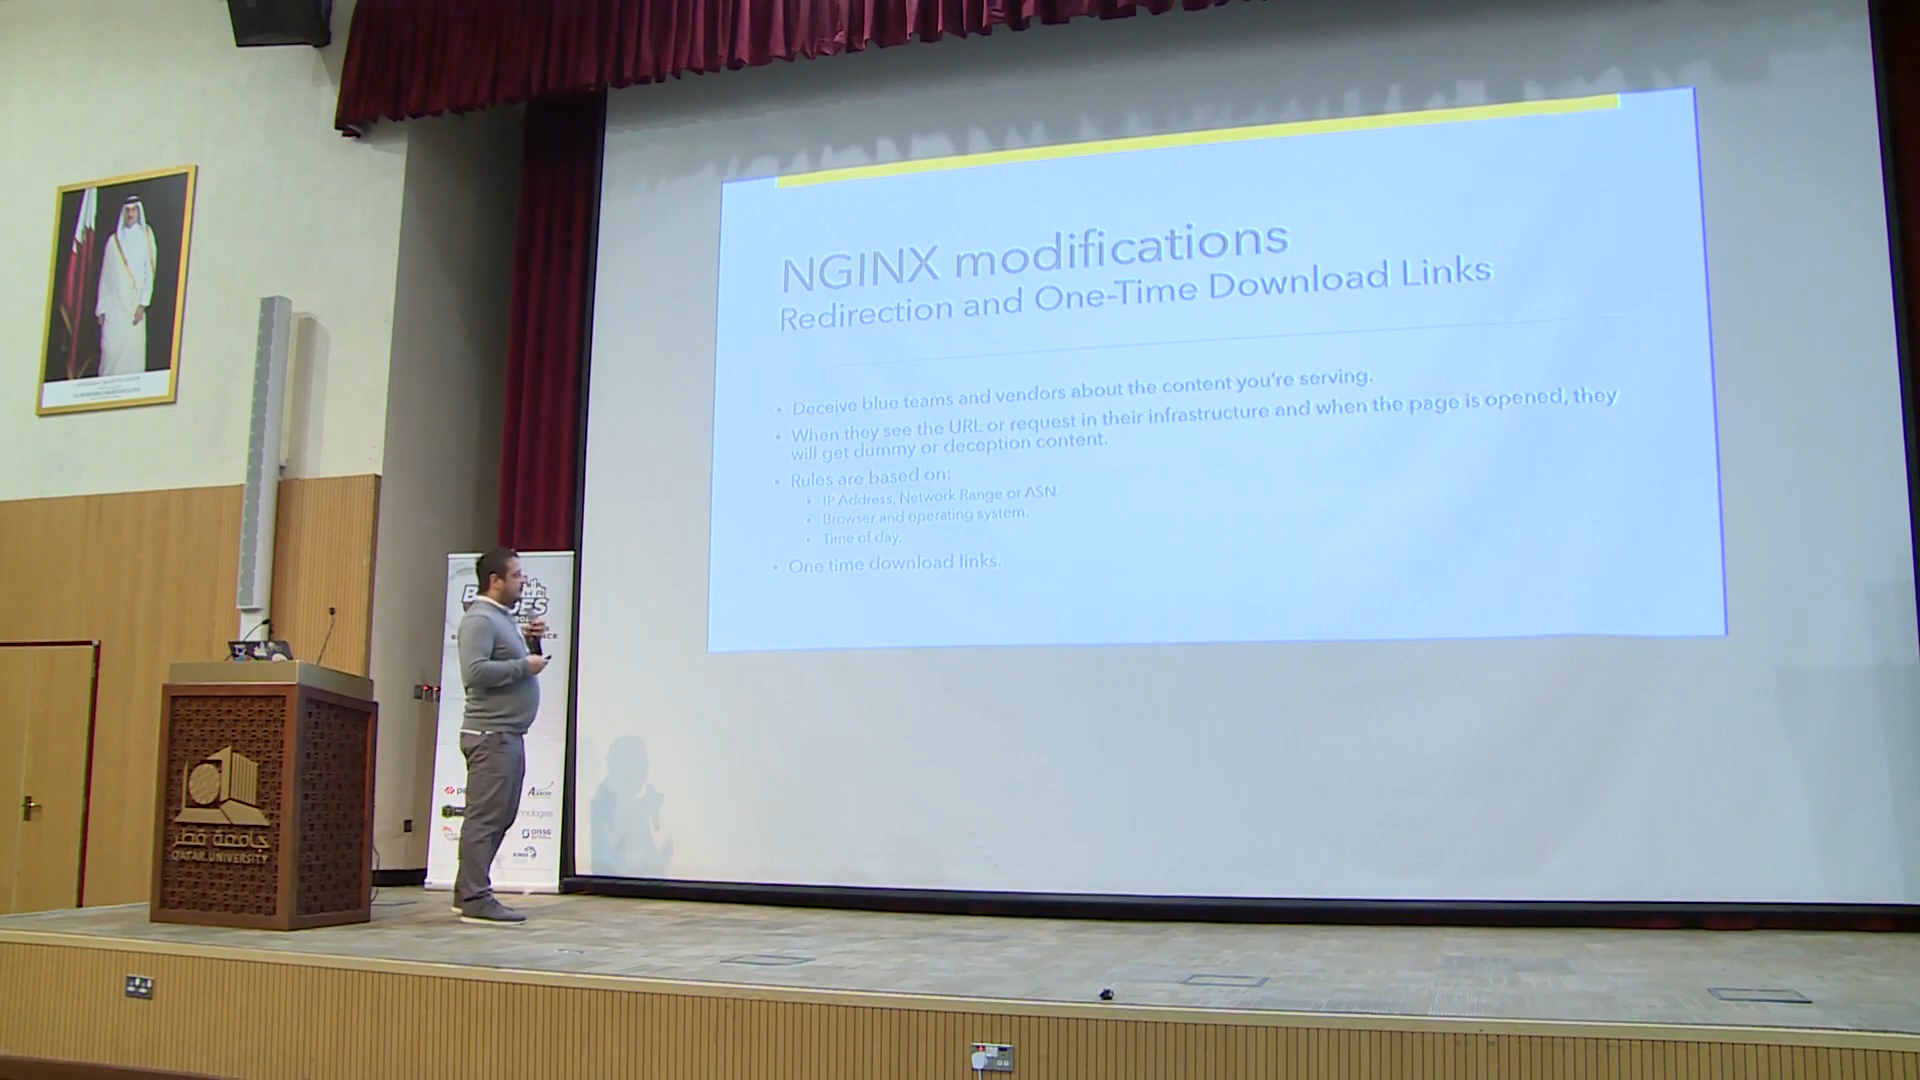 NGINX modifications
Redirection and One-Time Download Links
• Deceive blue teams and vendors about the content you're serving.
• When they see the URL or request in their infrastructure and when the page is opened, they
will get dummy or deception content.
• Rules are based on:
• IP Address, Network Range or ASN.
• Browser and operating system.
• Time of day.
• One time download links.
جامعة قطر
QATAR UNIVERSITY
OISSG